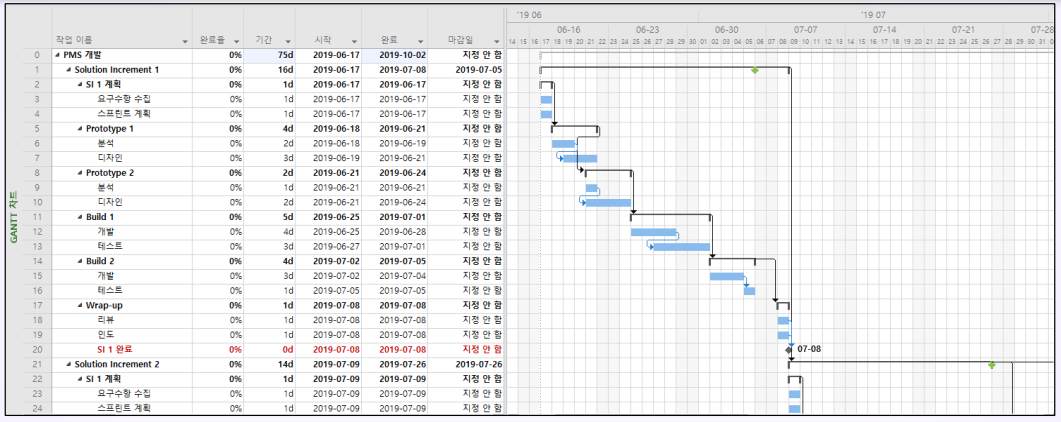 '19 06 '19 07
06-16 06-23 06-30 07-07 07-14 07-21 07-28
작업 이름 완료율 기간 시작 완료 마감일 14 15 16 17 18 19 20 21 22 23 24 25 26 27 28 29 30 01 02 03 04 05 06 07 08 09 10 11 12 13 14 15 16 17 18 19 20 21 22 23 24 25 26 27 28 29 30 31
0 PMS 개발 0% 75d 2019-06-17 2019-10-02 지정 안 함
1 Solution Increment 1 0% 16d 2019-06-17 2019-07-08 2019-07-05
2 SI 1 계획 0% 1d 2019-06-17 2019-06-17 지정 안 함
3 요구수항 수집 0% 1d 2019-06-17 2019-06-17 지정 안 함
4 스프린트 계획 0% 1d 2019-06-17 2019-06-17 지정 안 함
5 Prototype 1 0% 4d 2019-06-18 2019-06-21 지정 안 함
6 분석 0% 2d 2019-06-18 2019-06-19 지정 안 함
7 디자인 0% 3d 2019-06-19 2019-06-21 지정 안 함
8 Prototype 2 0% 2d 2019-06-21 2019-06-24 지정 안 함
9 분석 0% 1d 2019-06-21 2019-06-21 지정 안 함
10 디자인 0% 2d 2019-06-21 2019-06-24 지정 안 함
11 Build 1 0% 5d 2019-06-25 2019-07-01 지정 안 함
12 개발 0% 4d 2019-06-25 2019-06-28 지정 안 함
13 테스트 0% 3d 2019-06-27 2019-07-01 지정 안 함
14 Build 2 0% 4d 2019-07-02 2019-07-05 지정 안 함
15 개발 0% 3d 2019-07-02 2019-07-04 지정 안 함
16 테스트 0% 1d 2019-07-05 2019-07-05 지정 안 함
17 Wrap-up 0% 1d 2019-07-08 2019-07-08 지정 안 함
18 리뷰 0% 1d 2019-07-08 2019-07-08 지정 안 함
19 인도 0% 1d 2019-07-08 2019-07-08 지정 안 함
20 SI 1 완료 0% 0d 2019-07-08 2019-07-08 지정 안 함 07-08
21 Solution Increment 2 0% 14d 2019-07-09 2019-07-26 2019-07-26
22 SI 1 계획 0% 1d 2019-07-09 2019-07-09 지정 안 함
23 요구수항 수집 0% 1d 2019-07-09 2019-07-09 지정 안 함
24 스프린트 계획 0% 1d 2019-07-09 2019-07-09 지정 안 함
GANTT 차트